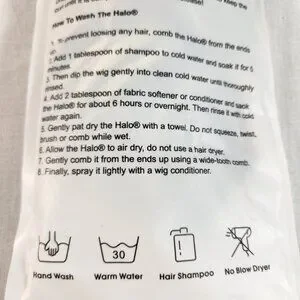 to keep the
How To Wash The Halo®
1. To prevent loosing any hair, comb the Halo® from the ends
up.
2. Add 1 tablespoon of shampoo to cold water and soak it for 5
minutes.
3. Then dip the wig gently into clean cold water until thoroughly
rinsed.
4. Add 2 tablespoon of fabric softener or conditioner and soak
the Halo® for about 6 hours or overnight. Then rinse it with cold
water again.
5. Gently pat dry the Halo® with a towel. Do not squeeze, twist,
brush or comb while wet.
6. Allow the Halo® to air dry, do not use a hair dryer.
7. Gently comb it from the ends up using a wide-tooth comb.
8. Finally, spray it lightly with a wig conditioner.
30
Hand Wash
Warm Water
Hair Shampoo
No Blow Dryer